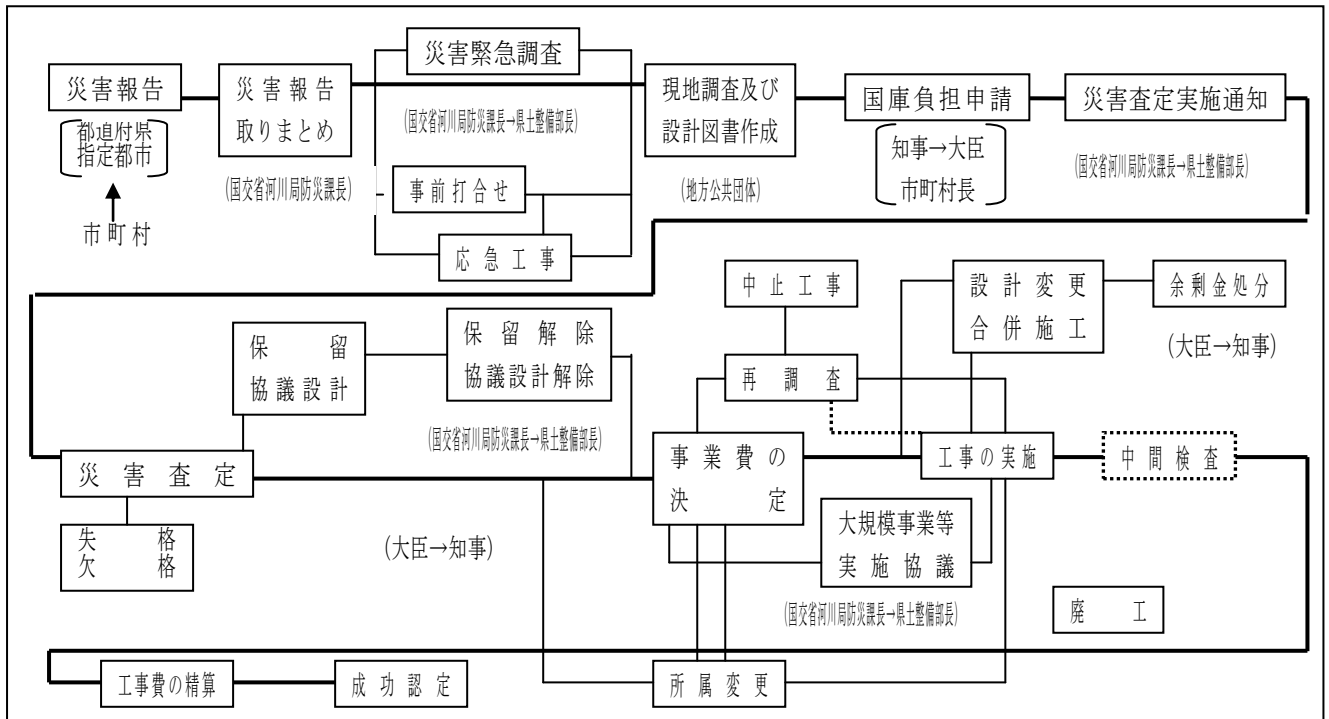 災害報告
都道府県
指定都市
市町村
災害報告
取りまとめ
(国交省河川局防災課長)
災害緊急調査
(国交省河川局防災課長→県土整備部長)
事前打合せ
応急工事
現地調査及び
設計図書作成
(地方公共団体)
国庫負担申請
知事→大臣
市町村長
災害査定実施通知
(国交省河川局防災課長→県土整備部長)
災害査定
失格
欠格
保留
協議設計
保留解除
協議設計解除
(国交省河川局防災課長→県土整備部長)
(大臣→知事)
事業費の
決定
中止工事
再調査
設計変更
合併施工
余剰金処分
(大臣→知事)
工事の実施
中間検査
大規模事業等
実施協議
(国交省河川局防災課長→県土整備部長)
廃工
所属変更
工事費の精算
成功認定